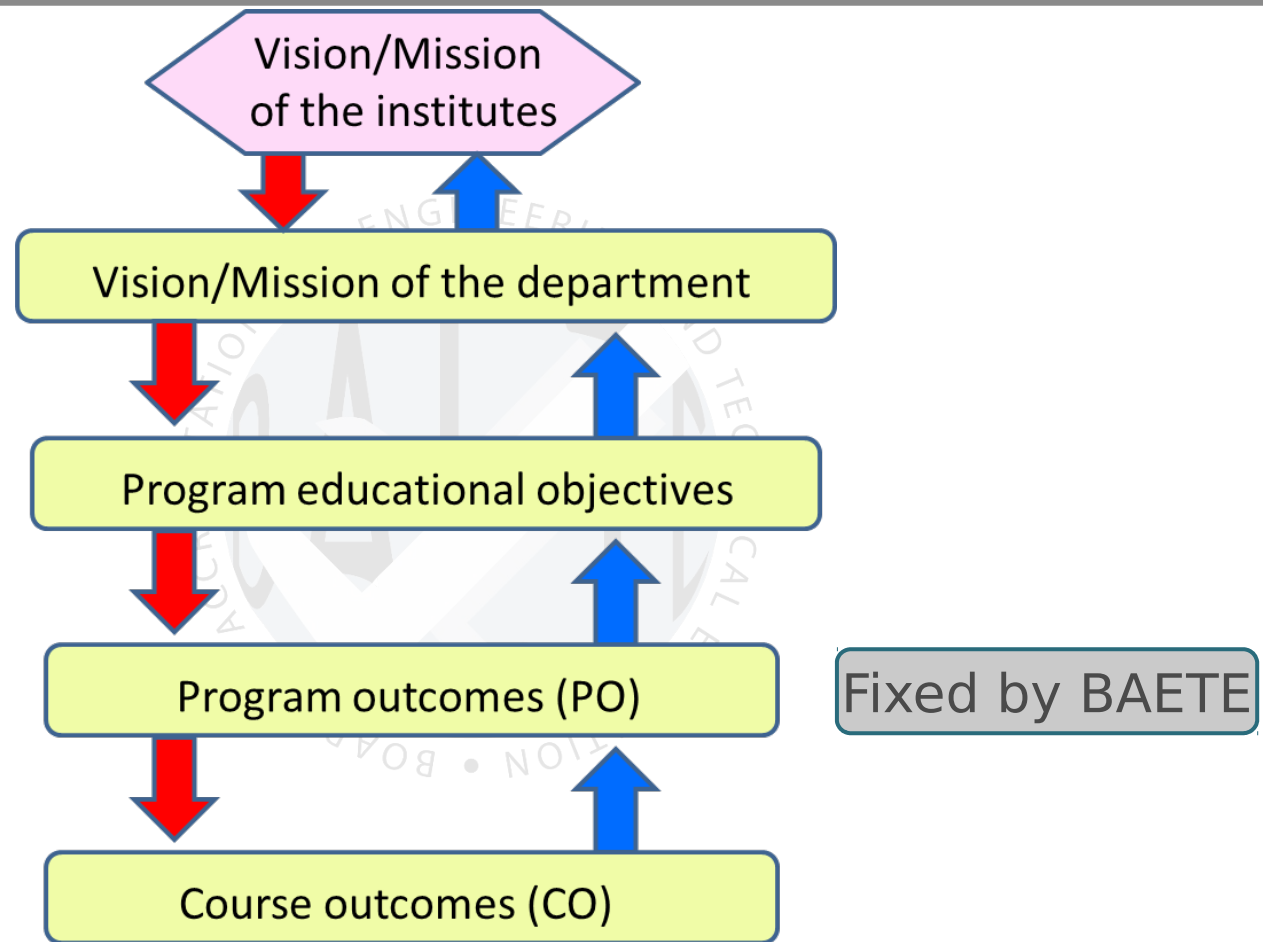 Vision/Mission
of the institutes
Vision/Mission of the department
Program educational objectives
Program outcomes (PO)
Fixed by BAETE
Course outcomes (CO)